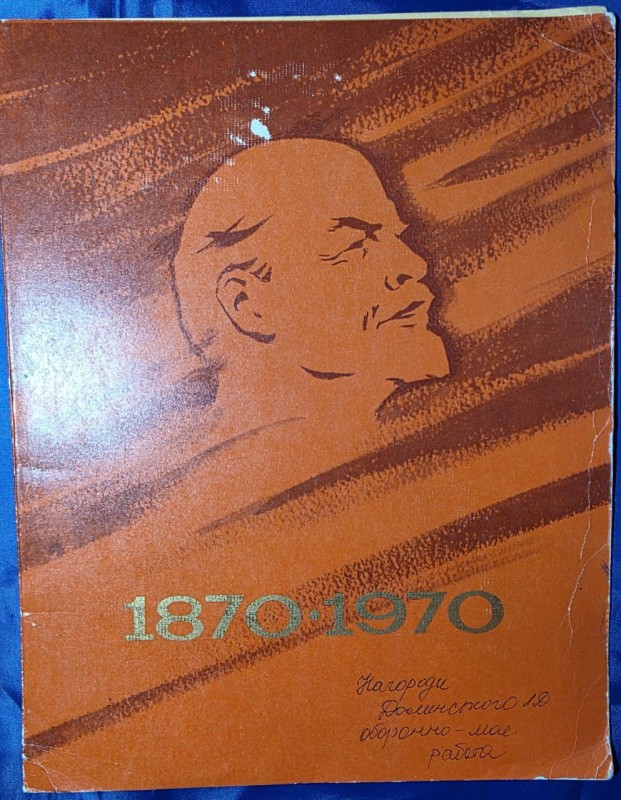 1870·1970
Нагороди
Долинського І.Д
оборонно - мас.
работа